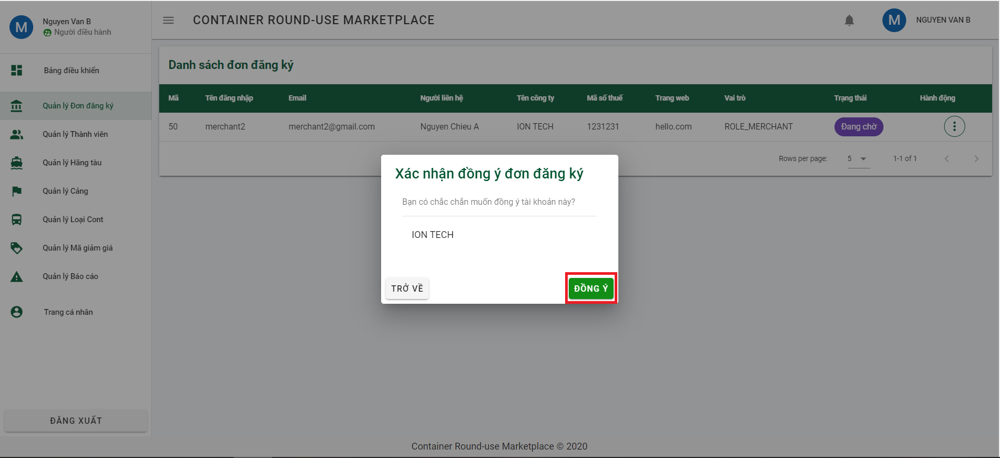 M
Nguyen Van B
Người điều hành
Bảng điều khiển
Quản lý Đơn đăng ký
Quản lý Thành viên
Quản lý Hãng tàu
Quản lý Cảng
Quản lý Loại Cont
Quản lý Mã giảm giá
Quản lý Báo cáo
Trang cá nhân
ĐĂNG XUẤT
CONTAINER ROUND-USE MARKETPLACE
M NGUYEN VAN B
Danh sách đơn đăng ký
Mã Tên đăng nhập Email Người liên hệ Tên công ty Mã số thuế Trang web Vai trò Trạng thái Hành động
50 merchant2 merchant2@gmail.com Nguyen Chieu A ION TECH 1231231 hello.com ROLE_MERCHANT Đang chờ
Rows per page: 5 1-1 of 1
Xác nhận đồng ý đơn đăng ký
Bạn có chắc chắn muốn đồng ý tài khoản này?
ION TECH
TRỞ VỀ ĐỒNG Ý
Container Round-use Marketplace © 2020